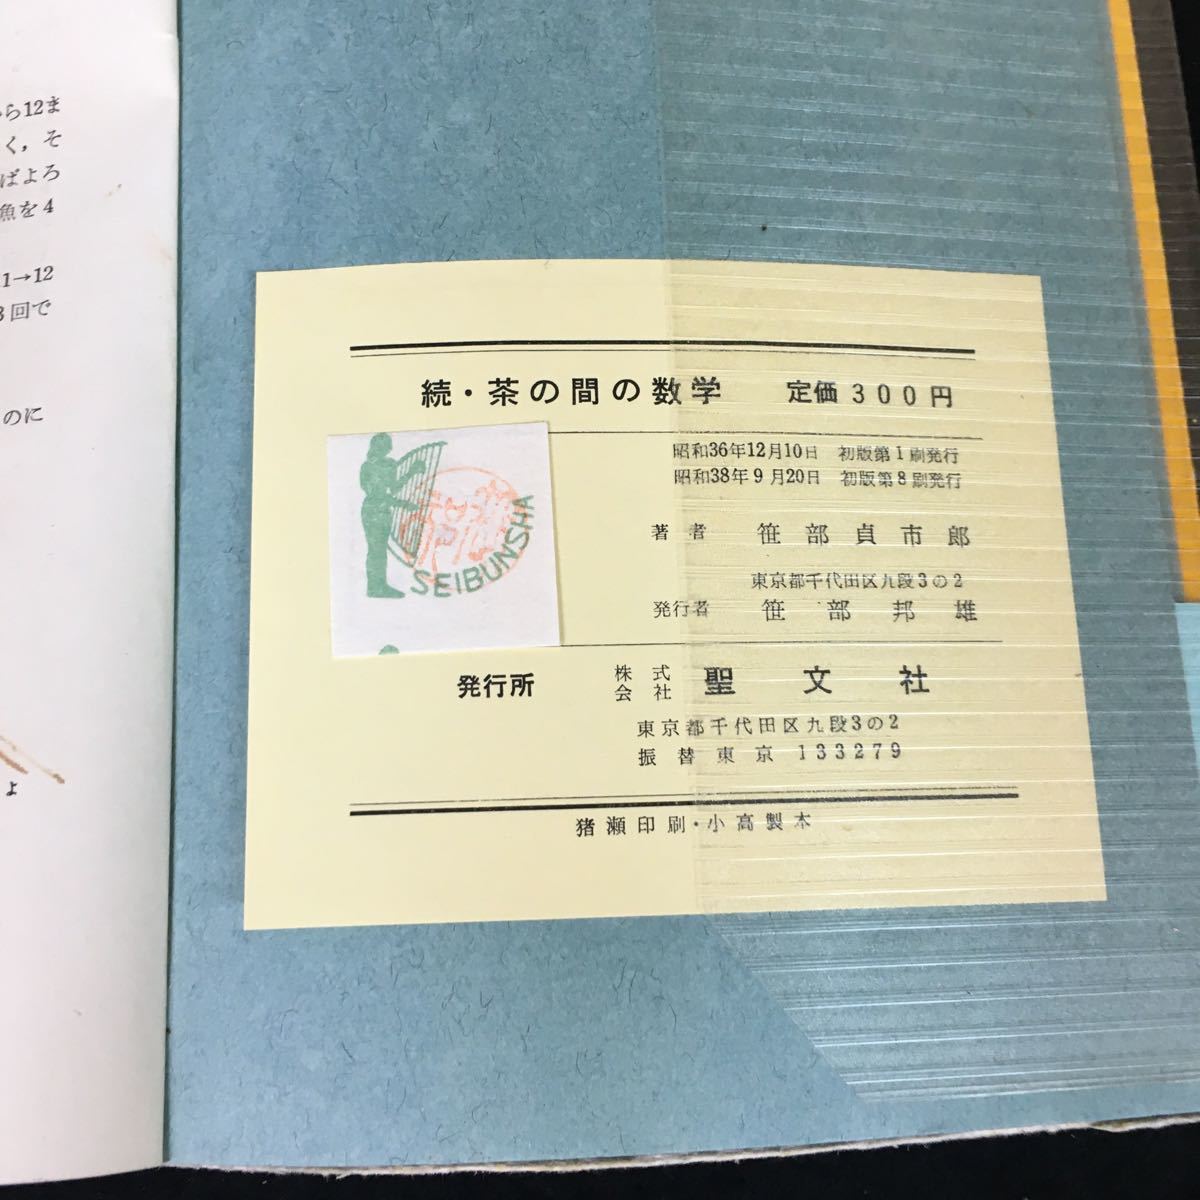 ら12ま
く，そ
ばよろ
魚を4
1→12
回で
のに
よ
続・茶の間の数学　定価300円
昭和36年12月10日　初版第1刷発行
昭和38年9月20日　初版第8刷発行
SEIBUNSHA
著者　笹部貞市郎
東京都千代田区九段3の2
発行者　笹部邦雄
発行所　株式会社　聖文社
東京都千代田区九段3の2
振替東京　133279
猪瀬印刷・小高製本